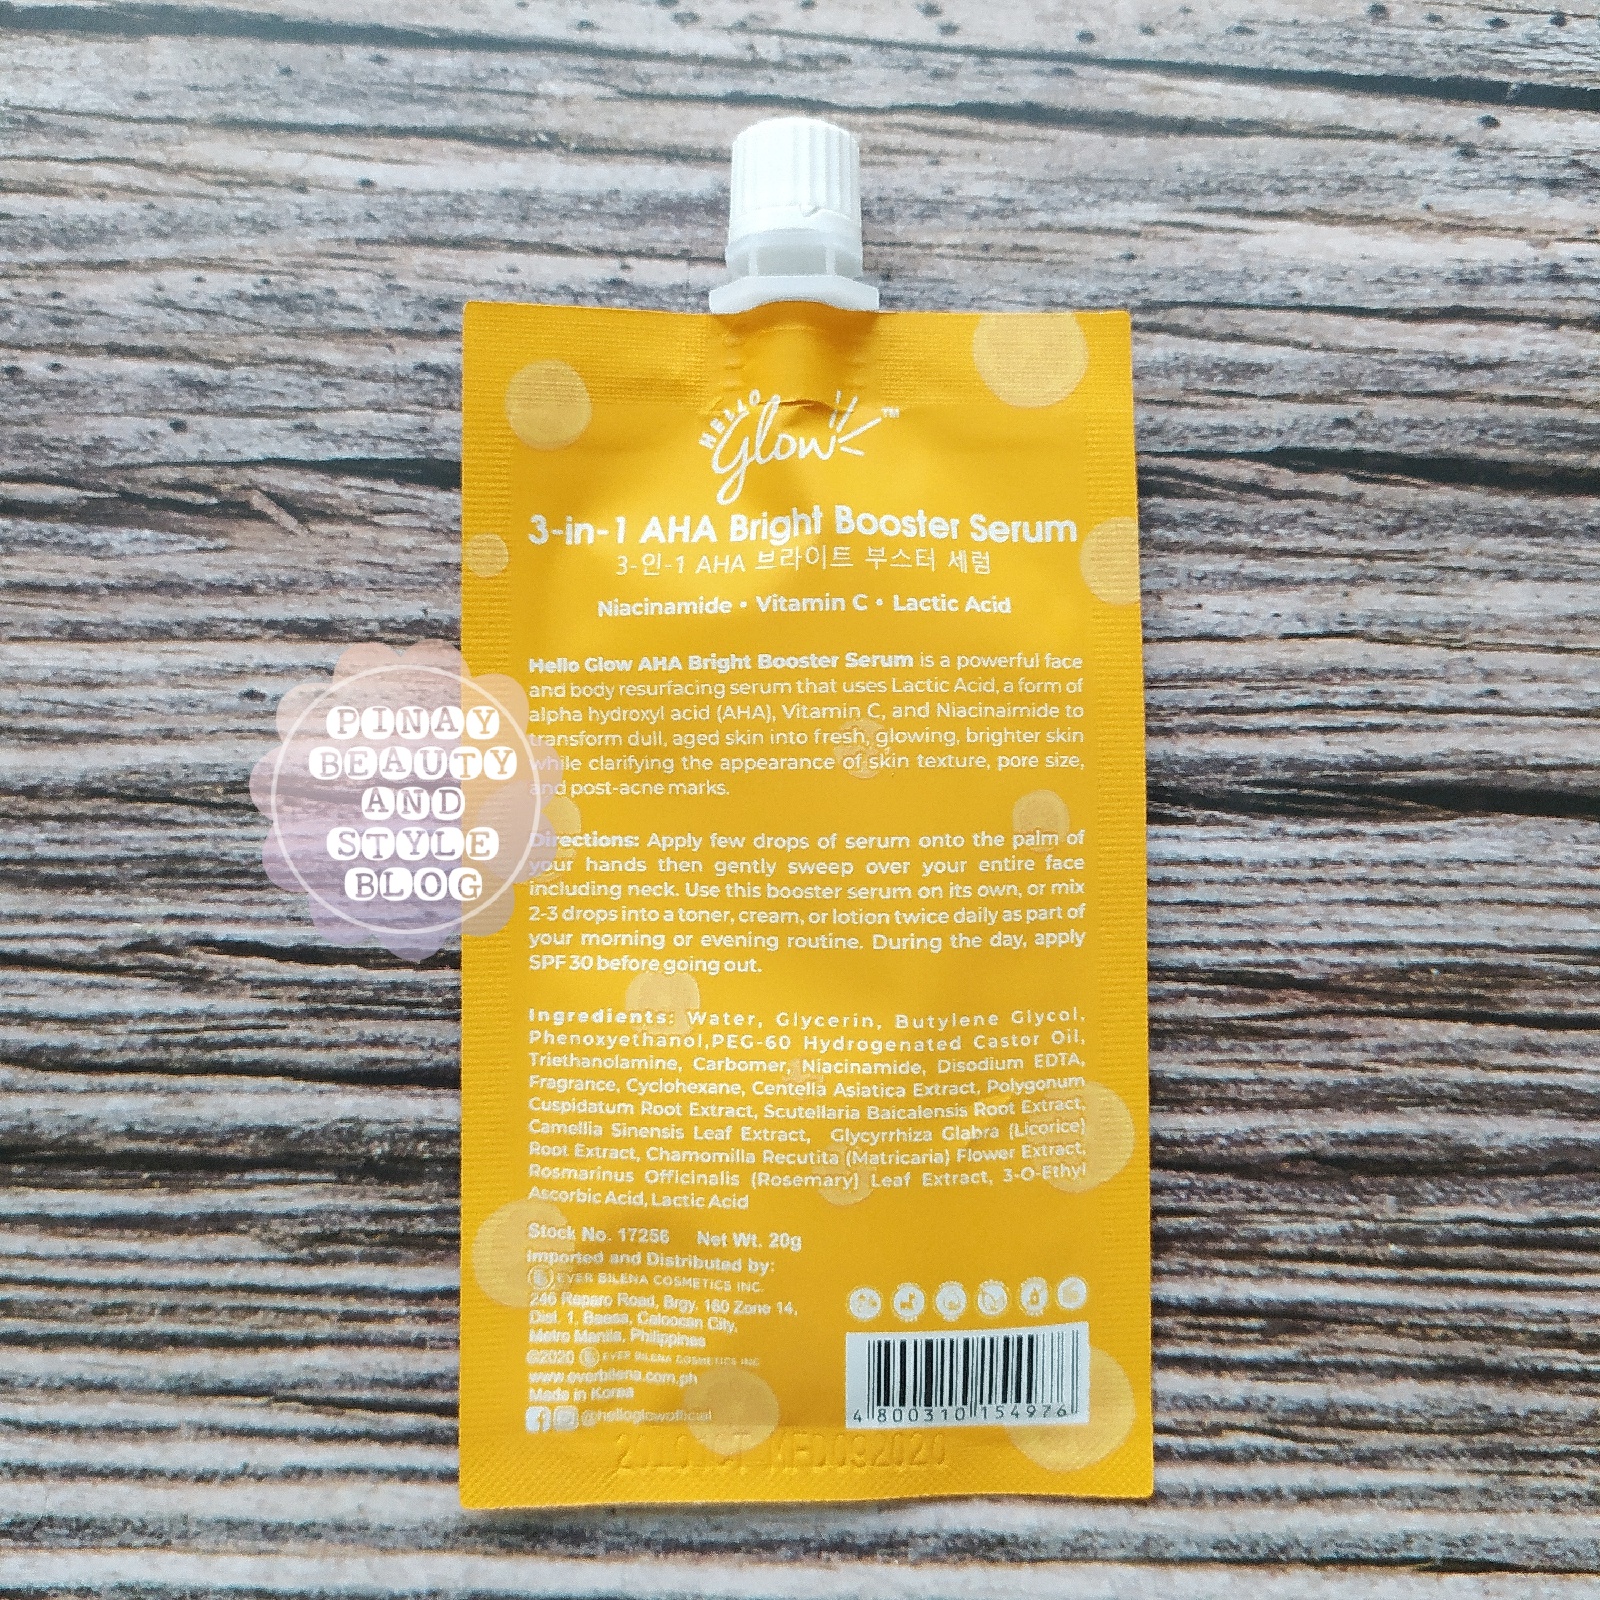 HELLO
Glow™
3-in-1 AHA Bright Booster Serum
3-인-1 AHA 브라이트 부스터 세럼
Niacinamide • Vitamin C • Lactic Acid
Hello Glow AHA Bright Booster Serum is a powerful face
and body resurfacing serum that uses Lactic Acid, a form of
alpha hydroxyl acid (AHA), Vitamin C, and Niacinaimide to
transform dull, aged skin into fresh, glowing, brighter skin
while clarifying the appearance of skin texture, pore size,
and post-acne marks.
Directions: Apply few drops of serum onto the palm of
your hands then gently sweep over your entire face
including neck. Use this booster serum on its own, or mix
2-3 drops into a toner, cream, or lotion twice daily as part of
your morning or evening routine. During the day, apply
SPF 30 before going out.
Ingredients: Water, Glycerin, Butylene Glycol,
Phenoxyethanol,PEG-60 Hydrogenated Castor Oil,
Triethanolamine, Carbomer, Niacinamide, Disodium EDTA,
Fragrance, Cyclohexane, Centella Asiatica Extract, Polygonum
Cuspidatum Root Extract, Scutellaria Baicalensis Root Extract,
Camellia Sinensis Leaf Extract, Glycyrrhiza Glabra (Licorice)
Root Extract, Chamomilla Recutita (Matricaria) Flower Extract,
Rosmarinus Officinalis (Rosemary) Leaf Extract, 3-O-Ethyl
Ascorbic Acid, Lactic Acid
Stock No. 17256 Net Wt. 20g
Imported and Distributed by:
EVER BILENA COSMETICS INC.
246 Reparo Road, Brgy. 160 Zone 14,
Dist. 1, Baesa, Caloocan City,
Metro Manila, Philippines
©2020 EVER BILENA COSMETICS INC.
www.everbilena.com.ph
Made in Korea
@helloglowofficial
4 800310 154976
MFD092020
PINAY
BEAUTY
AND
STYLE
BLOG